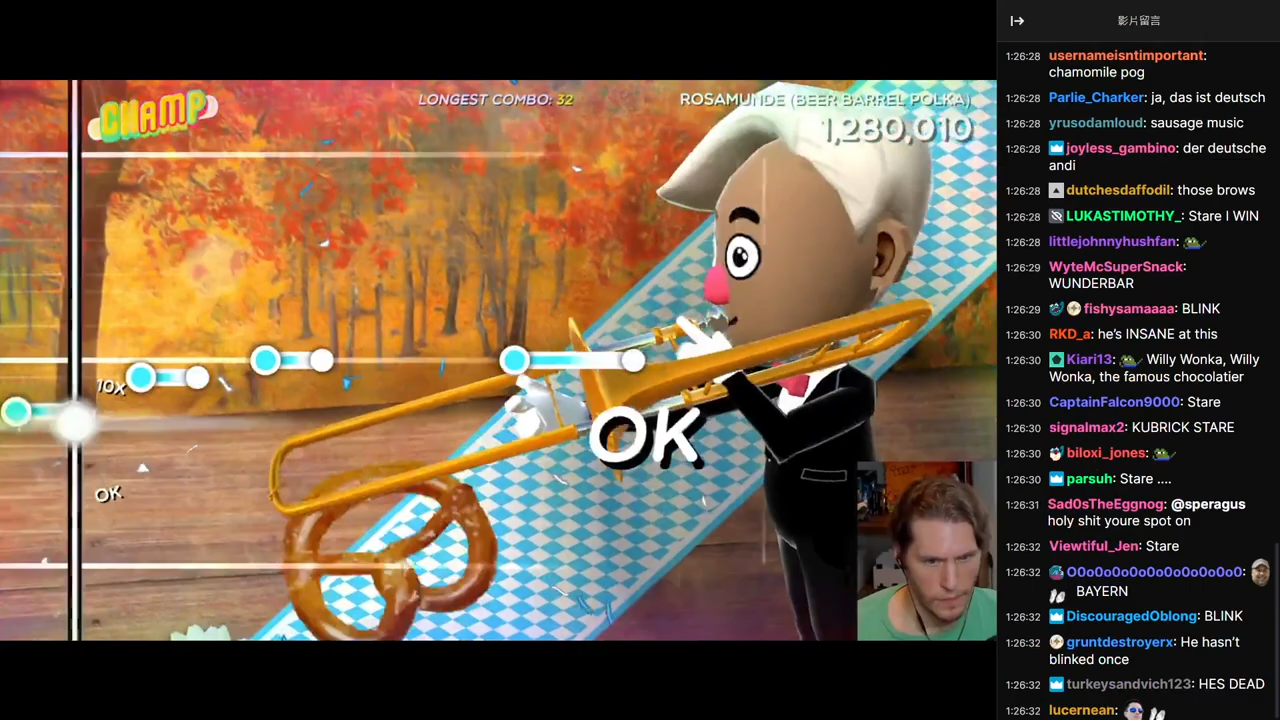 CHAMP
LONGEST COMBO: 32
ROSAMUNDE (BEER BARREL POLKA)
1,280,010
10X
OK
OK
影片留言
1:26:28 usernameisntimportant:
chamomile pog
1:26:28 Parlie_Charker: ja, das ist deutsch
1:26:28 yrusodamloud: sausage music
1:26:28 joyless_gambino: der deutsche
andi
1:26:28 dutchesdaffodil: those brows
1:26:28 LUKASTIMOTHY_: Stare I WIN
1:26:28 littlejohnnyhushfan:
1:26:29 WyteMcSuperSnack:
WUNDERBAR
1:26:29 fishysamaaaa: BLINK
1:26:30 RKD_a: he's INSANE at this
1:26:30 Kiari13: Willy Wonka, Willy
Wonka, the famous chocolatier
1:26:30 CaptainFalcon9000: Stare
1:26:30 signalmax2: KUBRICK STARE
1:26:30 biloxi_jones:
1:26:30 parsuh: Stare ....
1:26:31 Sad0sTheEggnog: @speragus
holy shit youre spot on
1:26:32 Viewtiful_Jen: Stare
1:26:32 O0o0o0o0o0o0o0o0o0o0:
BAYERN
1:26:32 DiscouragedOblong: BLINK
1:26:32 gruntdestroyerx: He hasn't
blinked once
1:26:32 turkeysandvich123: HES DEAD
1:26:32 lucernean: